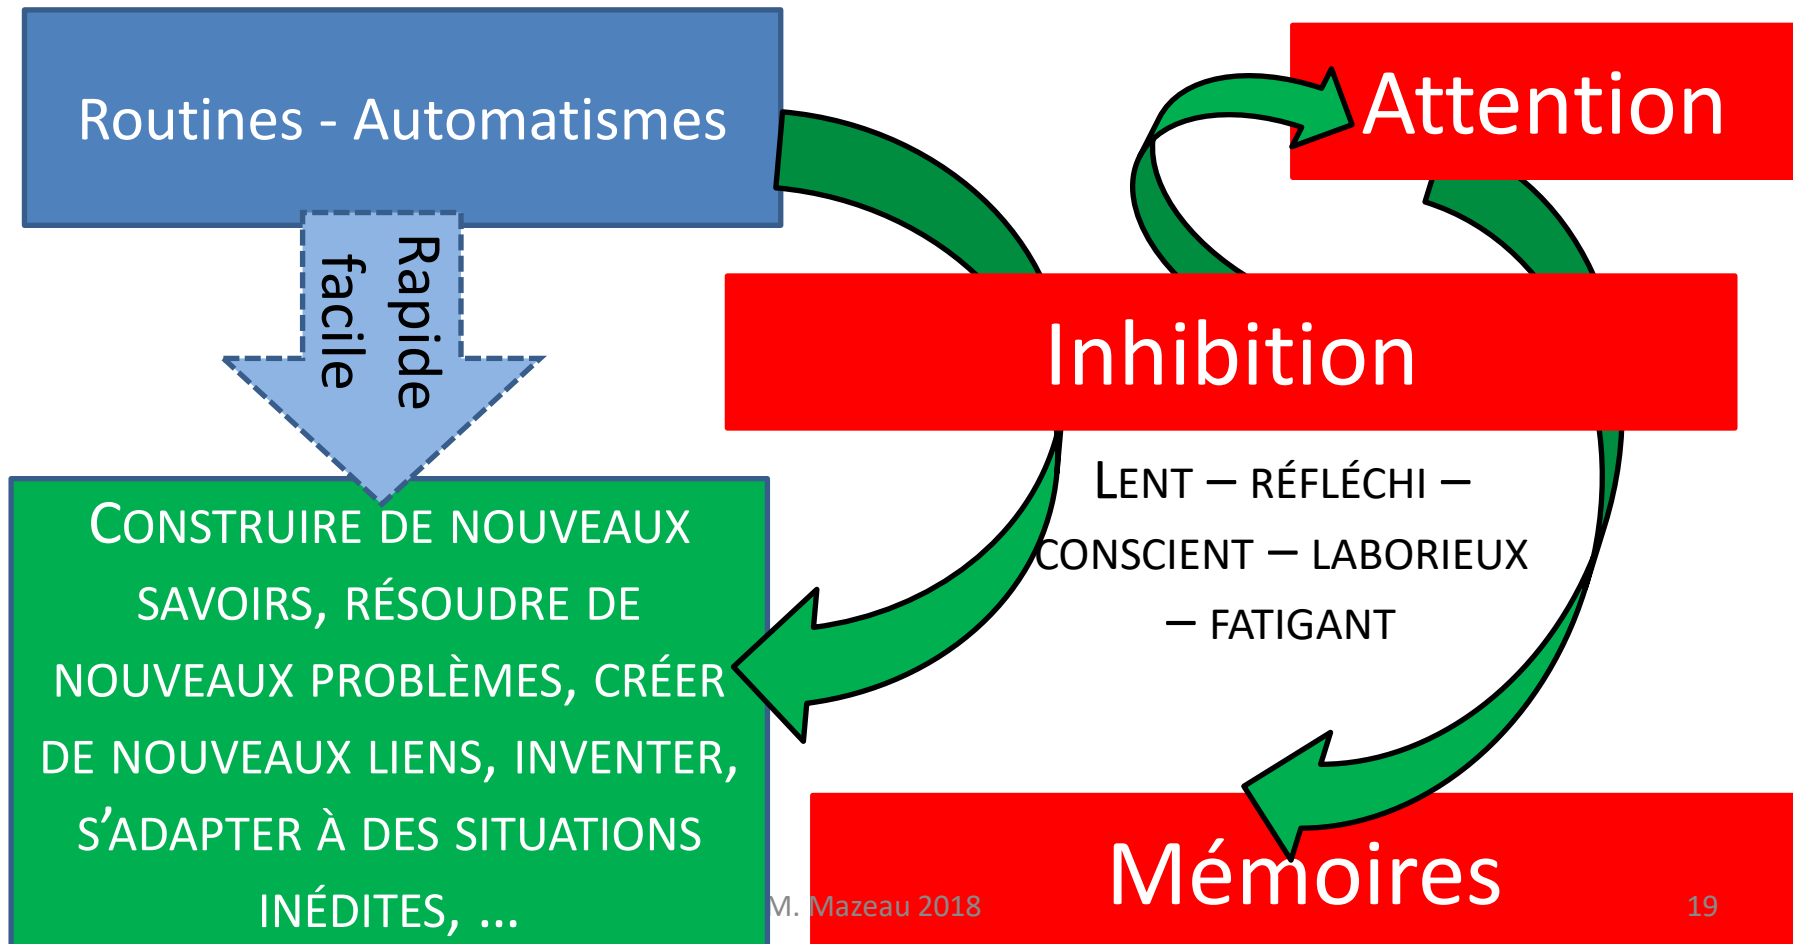 Routines - Automatismes
Attention
Rapide
facile
Inhibition
LENT – RÉFLÉCHI –
CONSCIENT – LABORIEUX
– FATIGANT
CONSTRUIRE DE NOUVEAUX
SAVOIRS, RÉSOUDRE DE
NOUVEAUX PROBLÈMES, CRÉER
DE NOUVEAUX LIENS, INVENTER,
S’ADAPTER À DES SITUATIONS
INÉDITES, ...
Mémoires
M. Mazeau 2018
19